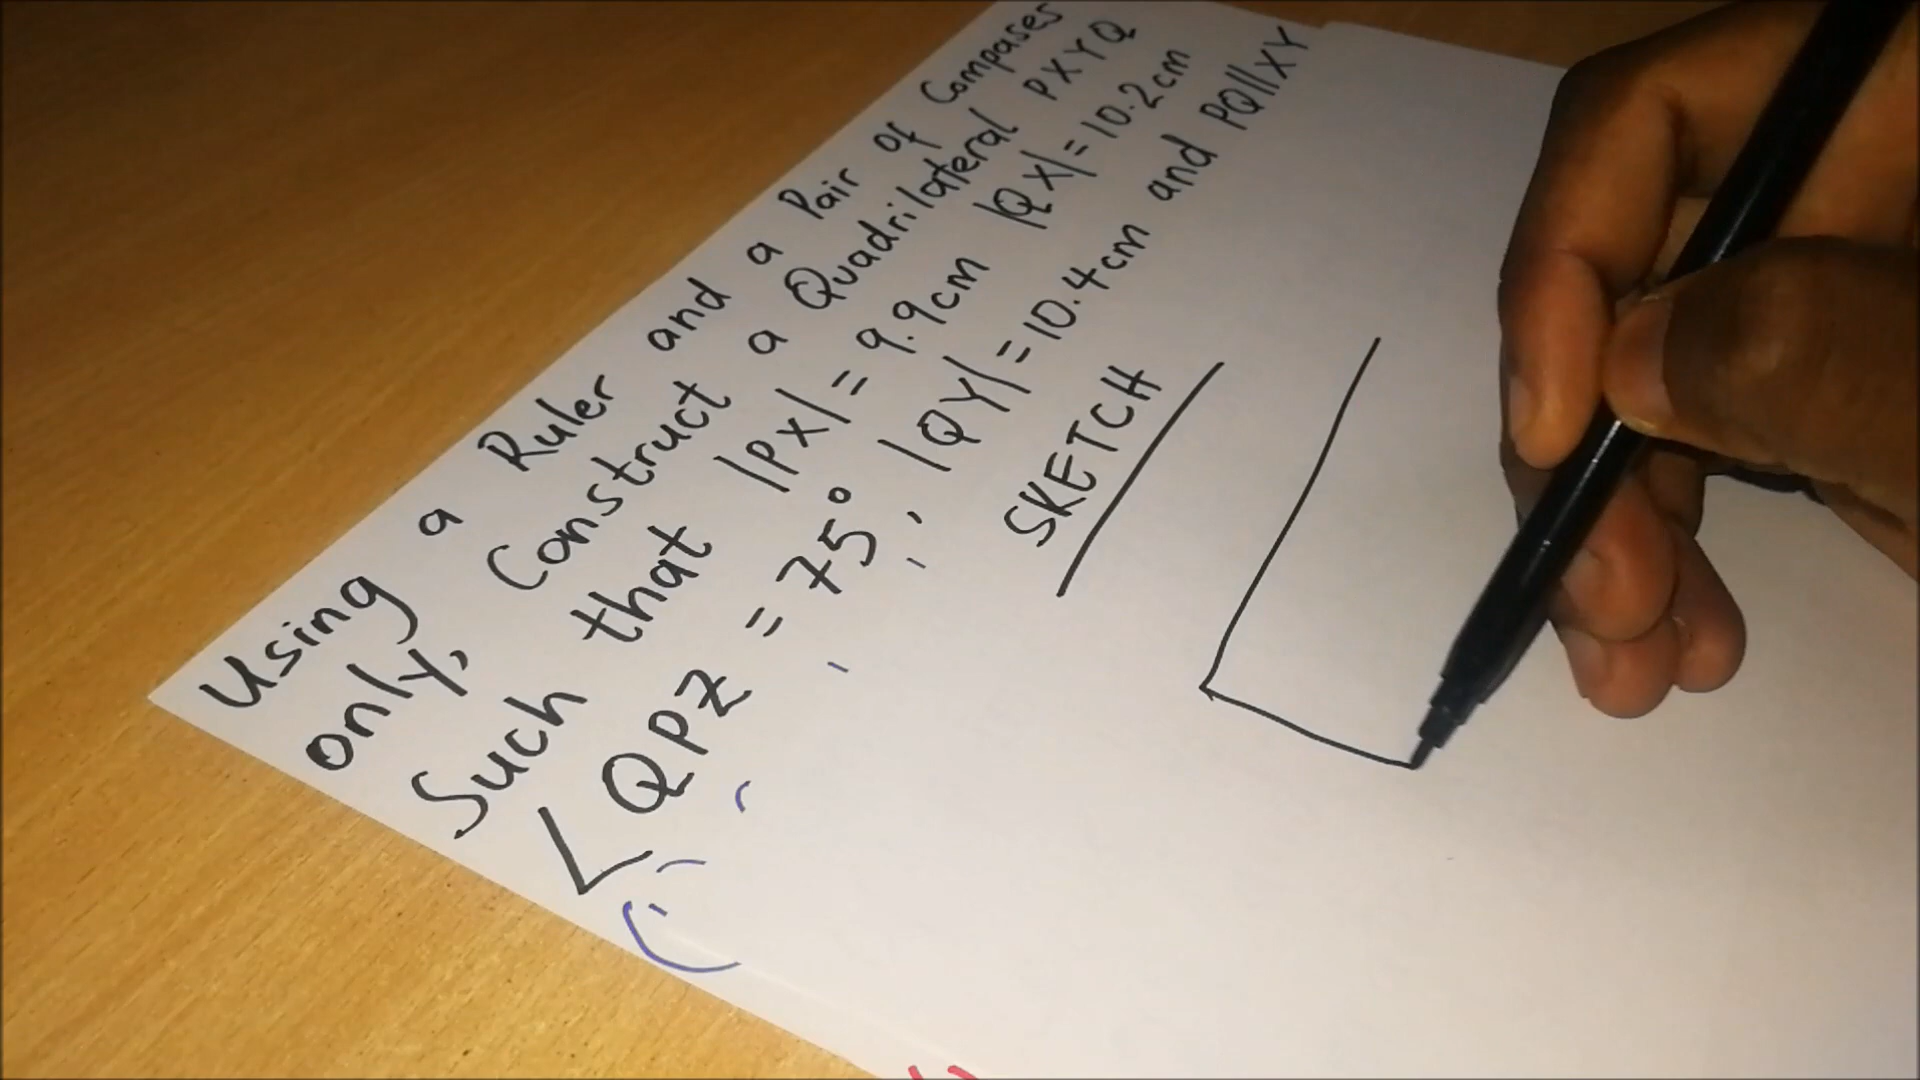 Using a Ruler and a Pair of Compases
only, Construct a Quadrilateral PXYQ
Such that |PX| = 9.9cm |QX| = 10.2cm
<QPZ = 75°, |QY| = 10.4cm and PQ//XY
SKETCH